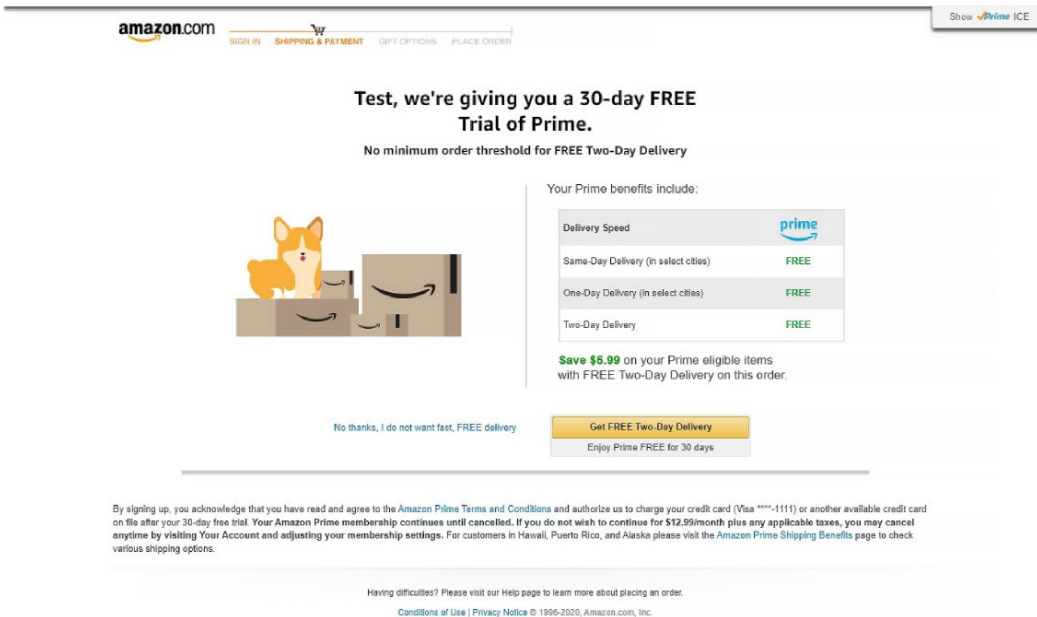 Show Prime ICE
amazon.com
SIGN IN SHIPPING & PAYMENT GIFT OPTIONS PLACE ORDER
Test, we're giving you a 30-day FREE
Trial of Prime.
No minimum order threshold for FREE Two-Day Delivery
Your Prime benefits include:
Delivery Speed prime
Same-Day Delivery (in select cities) FREE
One-Day Delivery (in select cities) FREE
Two-Day Delivery FREE
Save $5.99 on your Prime eligible items
with FREE Two-Day Delivery on this order.
No thanks, I do not want fast, FREE delivery
Get FREE Two-Day Delivery
Enjoy Prime FREE for 30 days
By signing up, you acknowledge that you have read and agree to the Amazon Prime Terms and Conditions and authorize us to charge your credit card (Visa ****-1111) or another available credit card
on file after your 30-day free trial. Your Amazon Prime membership continues until cancelled. If you do not wish to continue for $12.99/month plus any applicable taxes, you may cancel
anytime by visiting Your Account and adjusting your membership settings. For customers in Hawaii, Puerto Rico, and Alaska please visit the Amazon Prime Shipping Benefits page to check
various shipping options.
Having difficulties? Please visit our Help page to learn more about placing an order.
Conditions of Use | Privacy Notice © 1996-2020, Amazon.com, Inc.